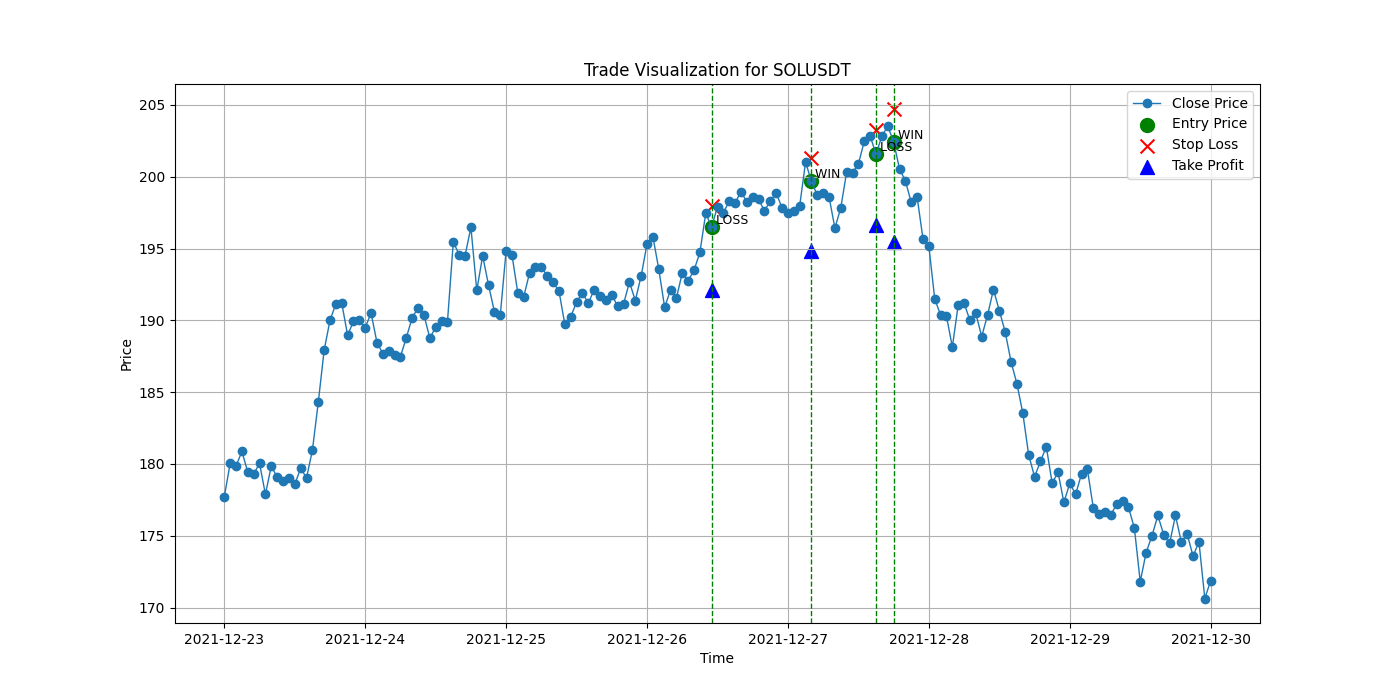 Trade Visualization for SOLUSDT
Close Price
Entry Price
Stop Loss
Take Profit
Price
205
200
195
190
185
180
175
170
LOSS
WIN
LOSS
WIN
2021-12-23
2021-12-24
2021-12-25
2021-12-26
2021-12-27
2021-12-28
2021-12-29
2021-12-30
Time